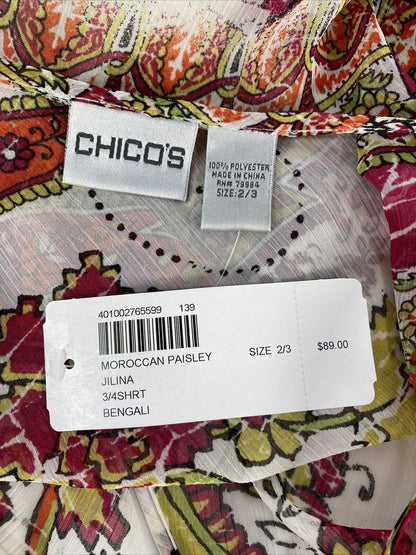 CHICO'S
100% POLYESTER
MADE IN CHINA
RN# 79984
SIZE: 2/3
401002765599 139
MOROCCAN PAISLEY
JILINA
3/4SHRT
BENGALI
SIZE 2/3
$89.00